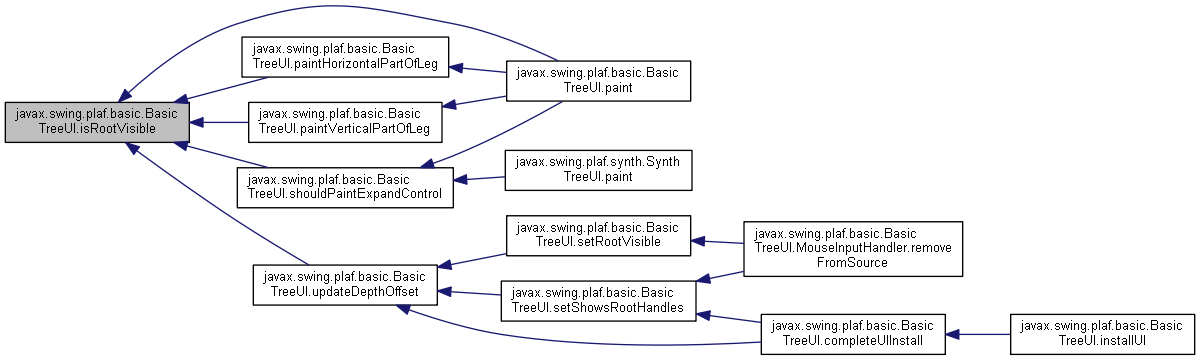 javax.swing.plaf.basic.Basic
TreeUI.isRootVisible
javax.swing.plaf.basic.Basic
TreeUI.paintHorizontalPartOfLeg
javax.swing.plaf.basic.Basic
TreeUI.paintVerticalPartOfLeg
javax.swing.plaf.basic.Basic
TreeUI.shouldPaintExpandControl
javax.swing.plaf.basic.Basic
TreeUI.updateDepthOffset
javax.swing.plaf.basic.Basic
TreeUI.paint
javax.swing.plaf.synth.Synth
TreeUI.paint
javax.swing.plaf.basic.Basic
TreeUI.setRootVisible
javax.swing.plaf.basic.Basic
TreeUI.setShowsRootHandles
javax.swing.plaf.basic.Basic
TreeUI.MouseInputHandler.remove
FromSource
javax.swing.plaf.basic.Basic
TreeUI.completeUIInstall
javax.swing.plaf.basic.Basic
TreeUI.installUI